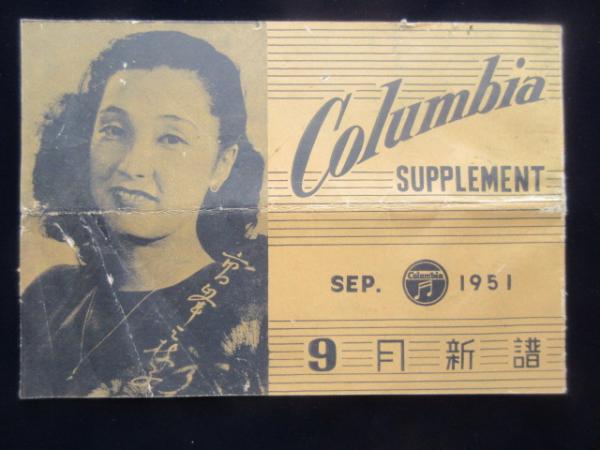 Columbia
SUPPLEMENT
SEP.
Columbia
1951
9月新譜